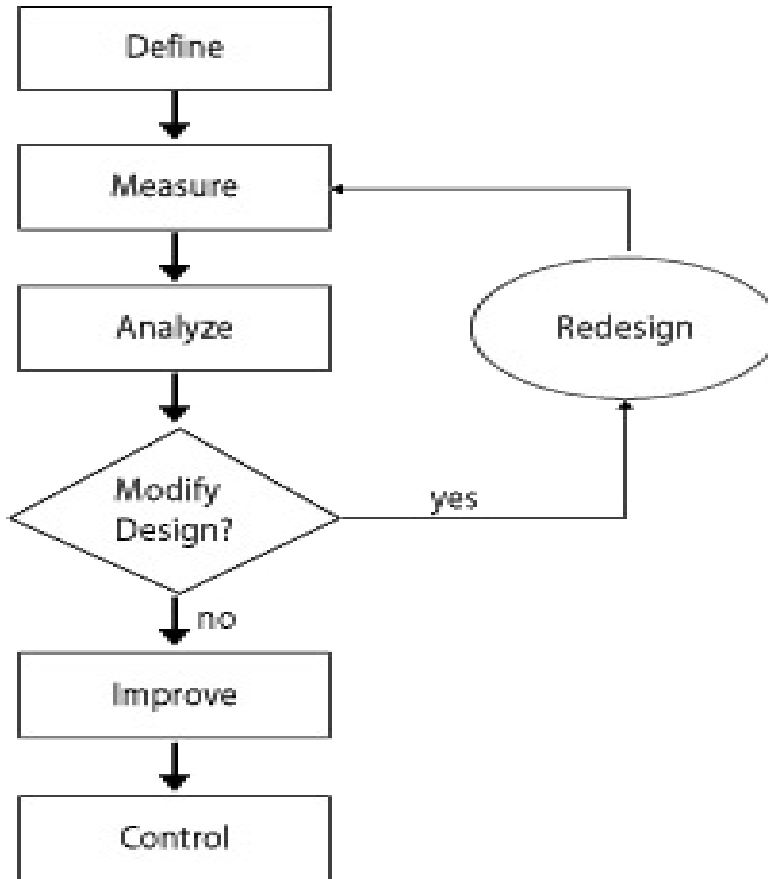 Define
Measure
Analyze
Redesign
Modify
Design?
yes
no
Improve
Control